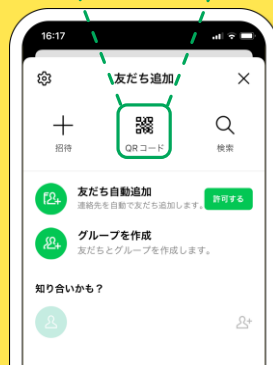 16:17
友だち追加
招待
QRコード
検索
友だち自動追加
連絡先を自動で友だち追加します。
許可する
グループを作成
友だちとグループを作成します。
知り合いかも？